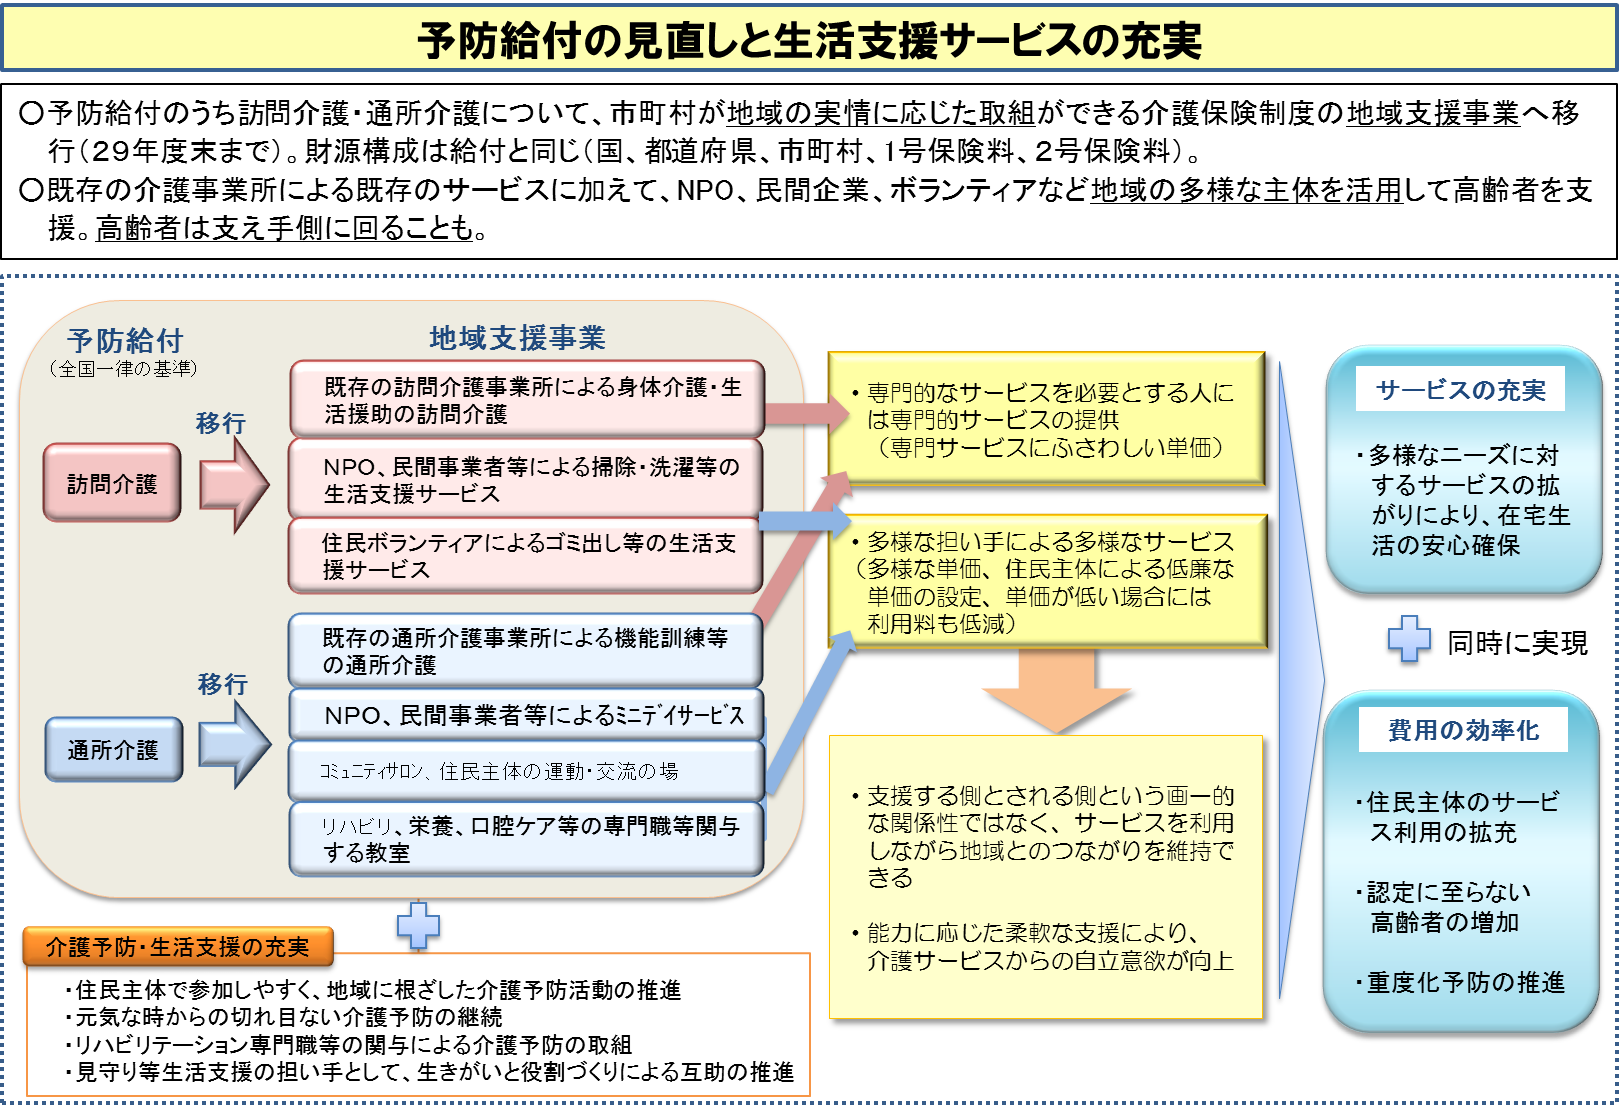 予防給付の見直しと生活支援サービスの充実
○予防給付のうち訪問介護・通所介護について、市町村が地域の実情に応じた取組ができる介護保険制度の地域支援事業へ移
行（２９年度末まで）。財源構成は給付と同じ（国、都道府県、市町村、１号保険料、２号保険料）。
○既存の介護事業所による既存のサービスに加えて、NPO、民間企業、ボランティアなど地域の多様な主体を活用して高齢者を支
援。高齢者は支え手側に回ることも。
予防給付
（全国一律の基準）
地域支援事業
移行
訪問介護
既存の訪問介護事業所による身体介護・生
活援助の訪問介護
ＮＰＯ、民間事業者等による掃除・洗濯等の
生活支援サービス
住民ボランティアによるゴミ出し等の生活支
援サービス
移行
通所介護
既存の通所介護事業所による機能訓練等
の通所介護
ＮＰＯ、民間事業者等によるﾐﾆﾃﾞｲｻｰﾋﾞｽ
ｺﾐｭﾆﾃｨｻﾛﾝ、住民主体の運動・交流の場
リハビリ、栄養、口腔ケア等の専門職等関与
する教室
・専門的なサービスを必要とする人に
は専門的サービスの提供
（専門サービスにふさわしい単価）
・多様な担い手による多様なサービス
（多様な単価、住民主体による低廉な
単価の設定、単価が低い場合には
利用料も低減）
・支援する側とされる側という画一的
な関係性ではなく、サービスを利用
しながら地域とのつながりを維持で
きる
・能力に応じた柔軟な支援により、
介護サービスからの自立意欲が向上
サービスの充実
・多様なニーズに対
するサービスの拡
がりにより、在宅生
活の安心確保
同時に実現
費用の効率化
・住民主体のサービ
ス利用の拡充
・認定に至らない
高齢者の増加
・重度化予防の推進
介護予防・生活支援の充実
・住民主体で参加しやすく、地域に根ざした介護予防活動の推進
・元気な時からの切れ目ない介護予防の継続
・リハビリテーション専門職等の関与による介護予防の取組
・見守り等生活支援の担い手として、生きがいと役割づくりによる互助の推進